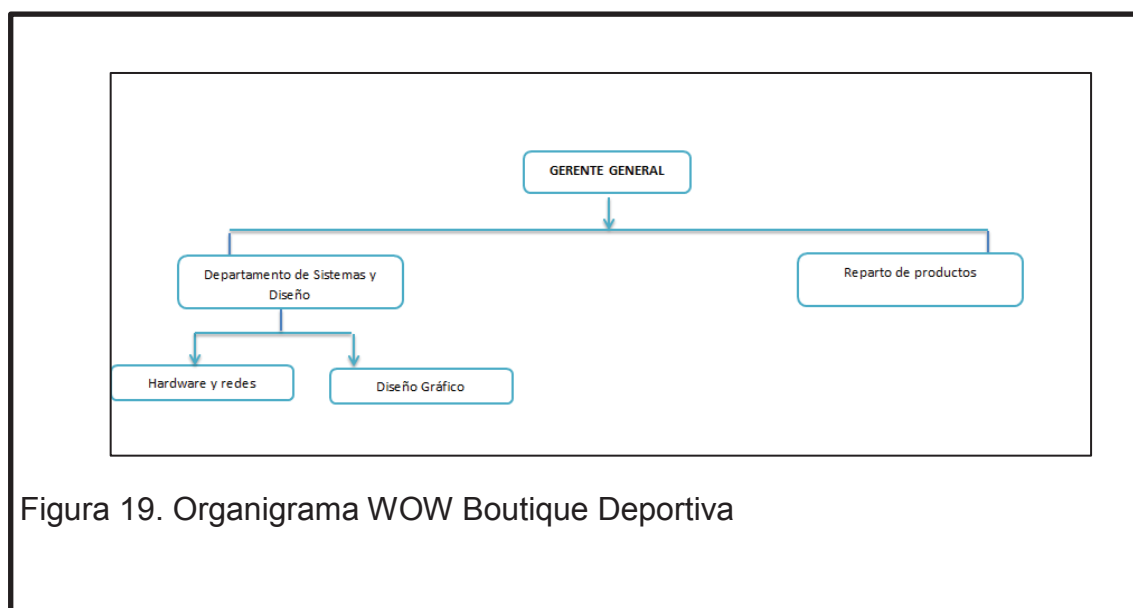 GERENTE GENERAL
Departamento de Sistemas y
Diseño
Reparto de productos
Hardware y redes
Diseño Gráfico
Figura 19. Organigrama WOW Boutique Deportiva